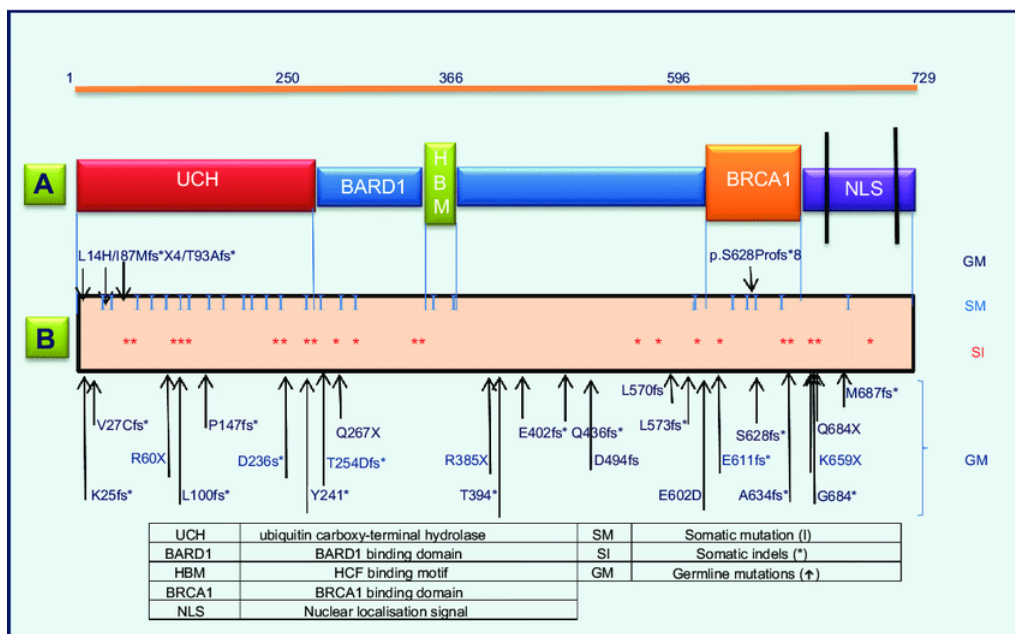 1 250 366 596 729
A UCH BARD1 HBM BRCA1 NLS
L14H/I87Mfs*X4/T93Afs* p.S628Profs*8 GM
SM
B
** *** ** ** * * ** * * * * ** ** * SI
L570fs M687fs*
V27Cfs* P147fs* Q267X E402fs* Q436fs* L573fs* S628fs* Q684X
R60X D236s* T254Dfs* R385X D494fs E611fs* K659X GM
K25fs* L100fs* Y241* T394* E602D A634fs* G684*
UCH ubiquitin carboxy-terminal hydrolase SM Somatic mutation (I)
BARD1 BARD1 binding domain SI Somatic indels (*)
HBM HCF binding motif GM Germline mutations (↑)
BRCA1 BRCA1 binding domain
NLS Nuclear localisation signal